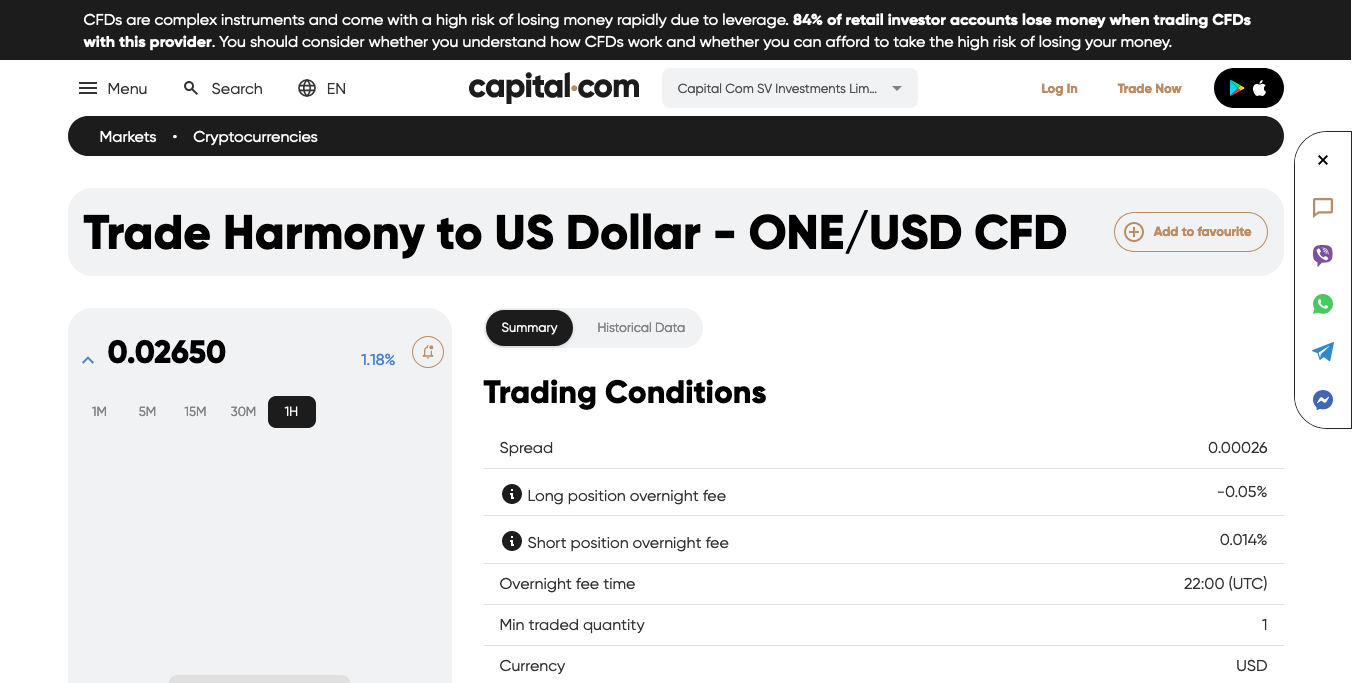 CFDs are complex instruments and come with a high risk of losing money rapidly due to leverage. 84% of retail investor accounts lose money when trading CFDs
with this provider. You should consider whether you understand how CFDs work and whether you can afford to take the high risk of losing your money.
Menu Search EN capital.com Capital Com SV Investments Lim... Log In Trade Now
Markets • Cryptocurrencies
Trade Harmony to US Dollar - ONE/USD CFD
Add to favourite
0.02650 1.18%
1M 5M 15M 30M 1H
Summary Historical Data
Trading Conditions
Spread 0.00026
Long position overnight fee -0.05%
Short position overnight fee 0.014%
Overnight fee time 22:00 (UTC)
Min traded quantity 1
Currency USD